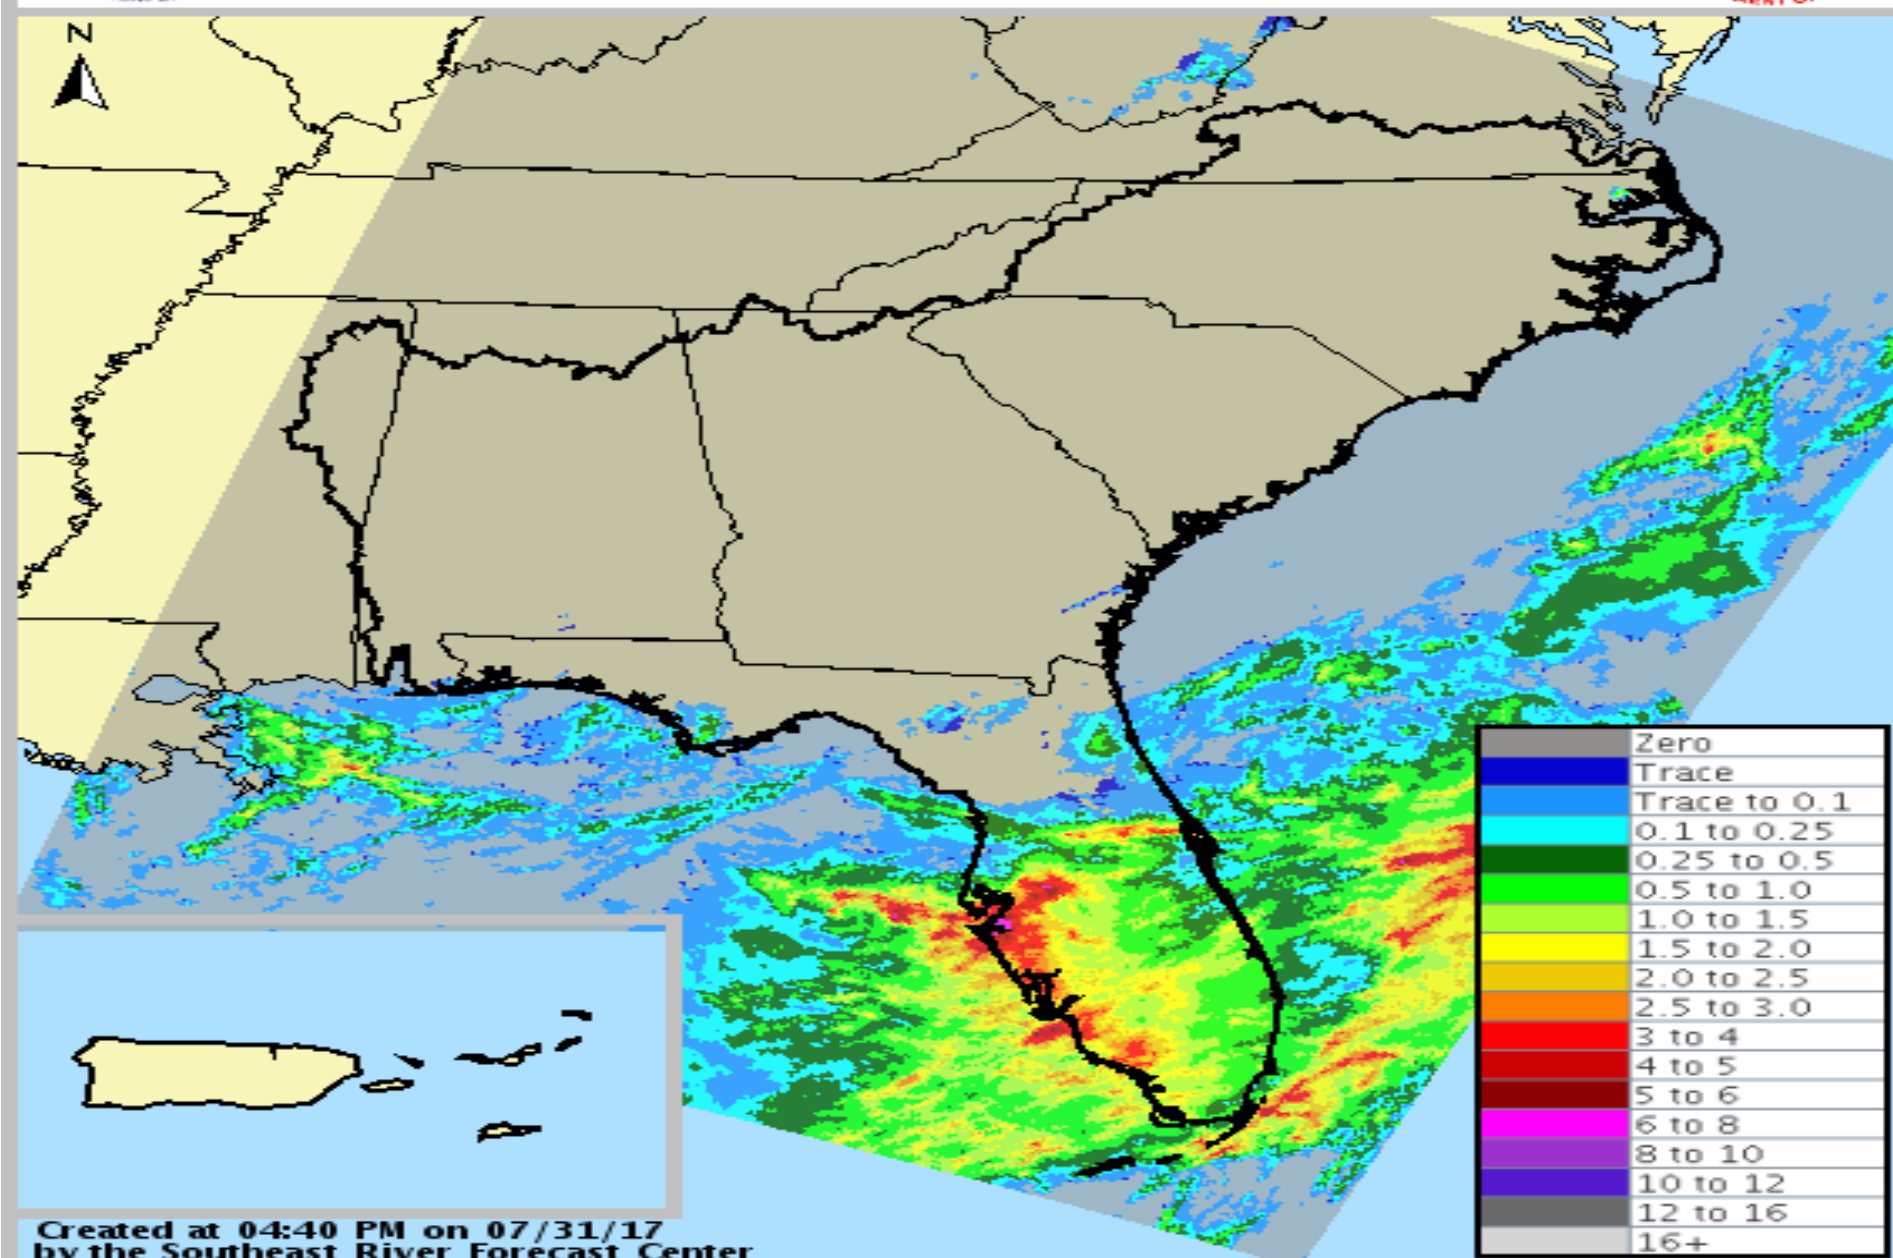 N
Zero
Trace
Trace to 0.1
0.1 to 0.25
0.25 to 0.5
0.5 to 1.0
1.0 to 1.5
1.5 to 2.0
2.0 to 2.5
2.5 to 3.0
3 to 4
4 to 5
5 to 6
6 to 8
8 to 10
10 to 12
12 to 16
16+
Created at 04:40 PM on 07/31/17
by the Southeast River Forecast Center